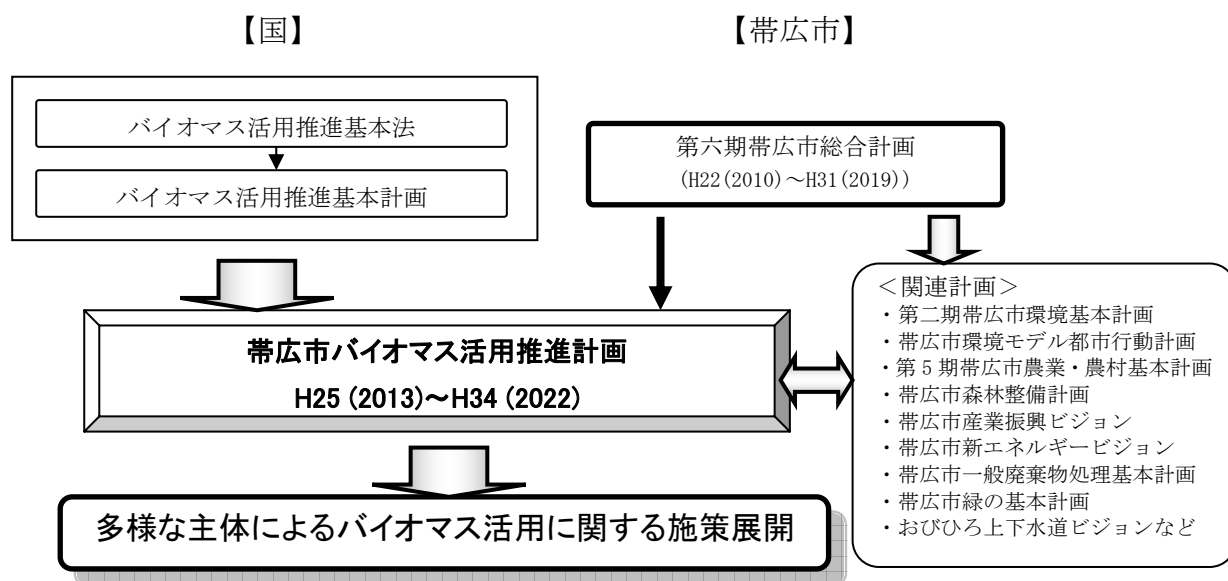 【国】
【帯広市】
バイオマス活用推進基本法
バイオマス活用推進基本計画
第六期帯広市総合計画
(H22(2010)～H31(2019))
帯広市バイオマス活用推進計画
H25(2013)～H34(2022)
＜関連計画＞
・第二期帯広市環境基本計画
・帯広市環境モデル都市行動計画
・第5期帯広市農業・農村基本計画
・帯広市森林整備計画
・帯広市産業振興ビジョン
・帯広市新エネルギービジョン
・帯広市一般廃棄物処理基本計画
・帯広市緑の基本計画
・おびひろ上下水道ビジョンなど
多様な主体によるバイオマス活用に関する施策展開